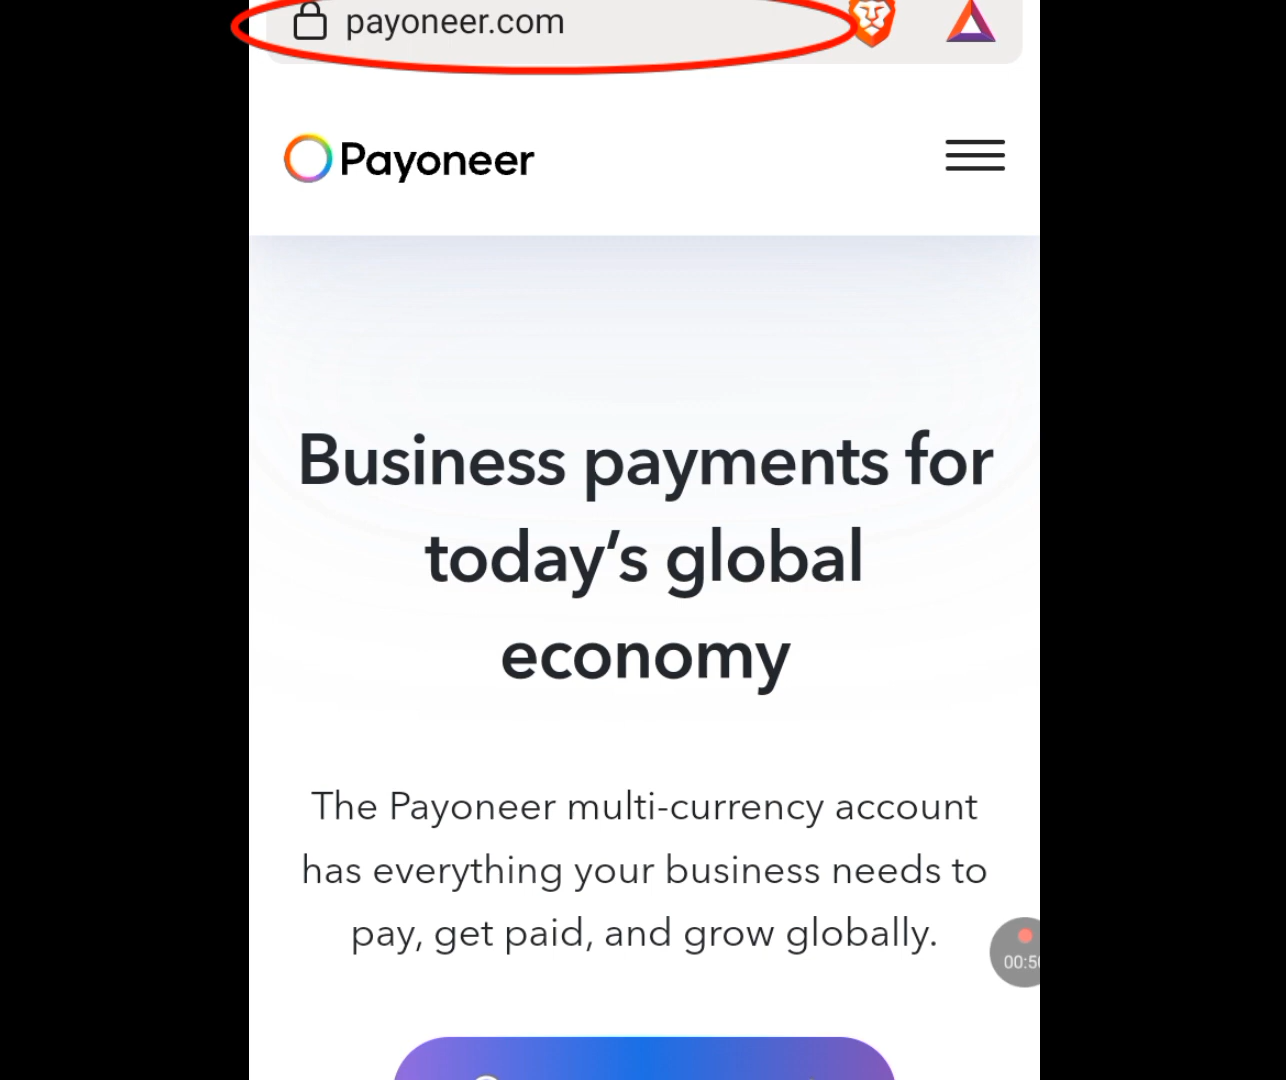 payoneer.com
Payoneer
Business payments for
today’s global
economy
The Payoneer multi-currency account
has everything your business needs to
pay, get paid, and grow globally.